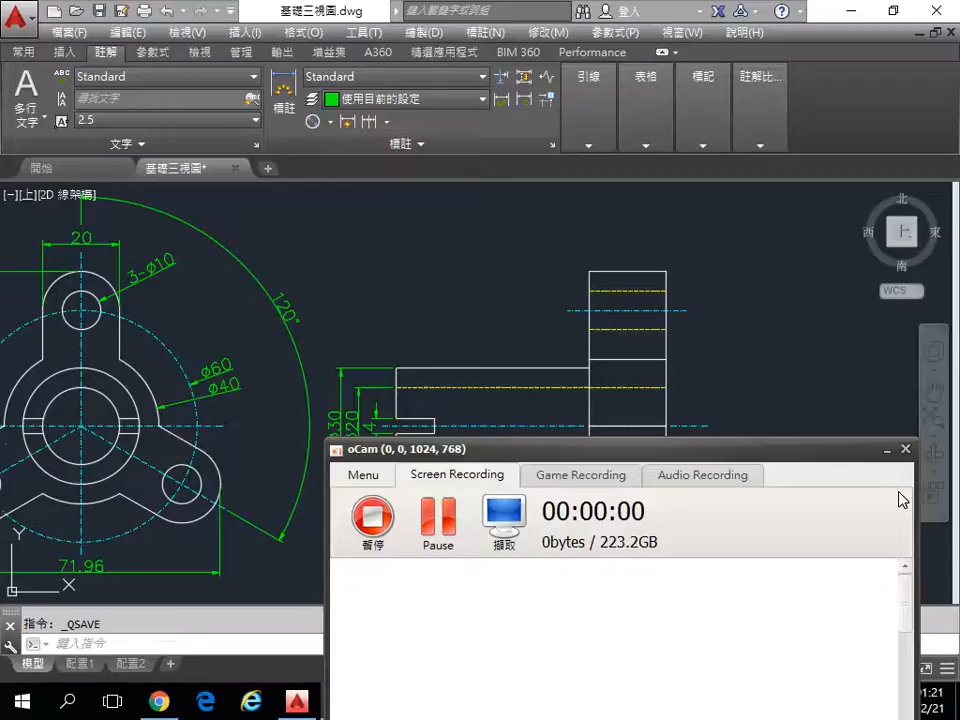 基礎三視圖.dwg
鍵入關鍵字或詞組
登入
檔案(F) 編輯(E) 檢視(V) 插入(I) 格式(O) 工具(T) 繪製(D) 標註(N) 修改(M) 參數式(P) 視窗(W) 說明(H)
常用 插入 註解 參數式 檢視 管理 輸出 增益集 A360 精選應用程式 BIM 360 Performance
A
多行
文字
ABC
Standard
尋找文字
2.5
文字
標註
Standard
使用目前的設定
標註
引線
表格
標記
註解比...
開始
基礎三視圖*
[−][上][2D 線架構]
北
西
上
東
南
WCS
20
3-ø10
120°
ø60
ø40
71.96
Y
X
ø30
ø20
4
oCam (0, 0, 1024, 768)
Menu
Screen Recording
Game Recording
Audio Recording
暫停
Pause
擷取
00:00:00
0bytes / 223.2GB
指令: _QSAVE
鍵入指令
模型
配置1
配置2
1:21
2/21